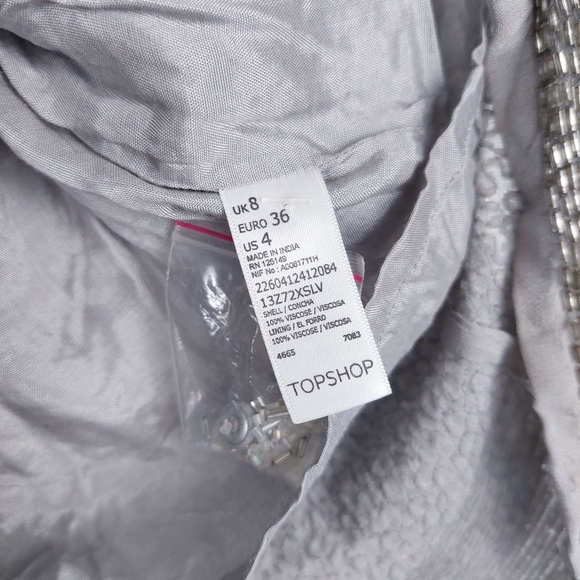 UK 8
EURO 36
US 4
MADE IN INDIA
RN 125149
NIF No : A0061711H
2260412412084
13Z72XSLV
SHELL / CONCHA
100% VISCOSE / VISCOSA
LINING / EL FORRO
100% VISCOSE / VISCOSA
4665 7083
TOPSHOP